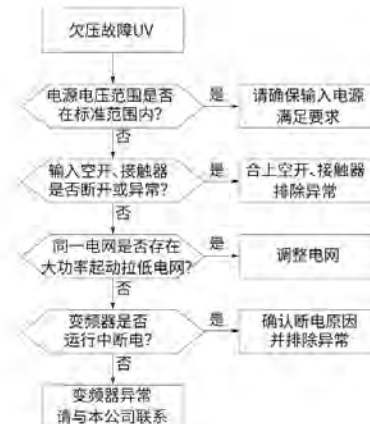 欠压故障UV
电源电压范围是否
在标准范围内?
是
请确保输入电源
满足要求
否
输入空开、接触器
是否断开或异常?
是
合上空开、接触器
排除异常
否
同一电网是否存在
大功率起动拉低电网?
是
调整电网
否
变频器是否
运行中断电?
是
确认断电原因
并排除异常
否
变频器异常
请与本公司联系